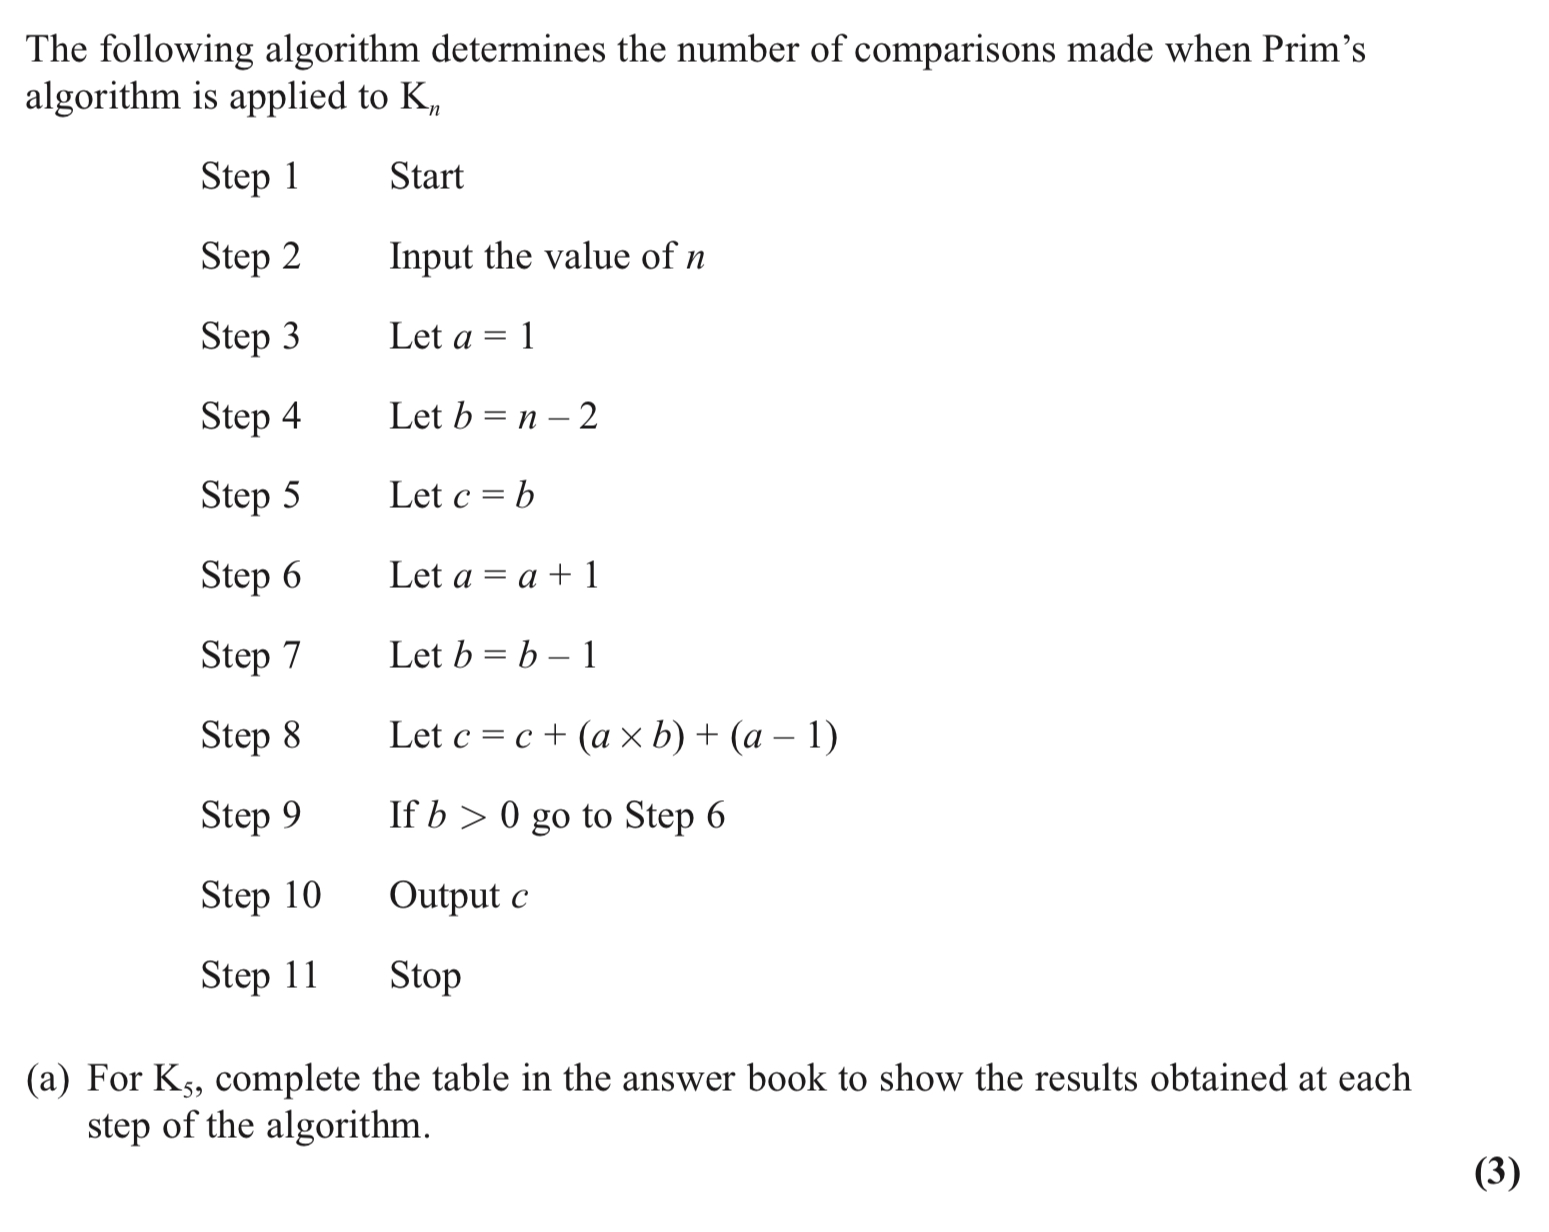 The following algorithm determines the number of comparisons made when Prim’s
algorithm is applied to Kₙ
Step 1 Start
Step 2 Input the value of n
Step 3 Let a = 1
Step 4 Let b = n – 2
Step 5 Let c = b
Step 6 Let a = a + 1
Step 7 Let b = b – 1
Step 8 Let c = c + (a × b) + (a – 1)
Step 9 If b > 0 go to Step 6
Step 10 Output c
Step 11 Stop
(a) For K₅, complete the table in the answer book to show the results obtained at each
step of the algorithm.
(3)